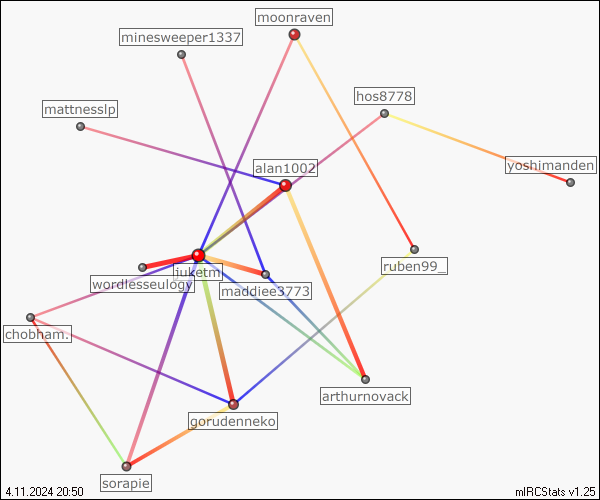 moonraven
minesweeper1337
hos8778
mattnesslp
yoshimanden
alan1002
ruben99_
juketm
wordlesseulogy
maddiee3773
chobham.
arthurnovack
gorudenneko
sorapie
4.11.2024 20:50
mIRCStats v1.25